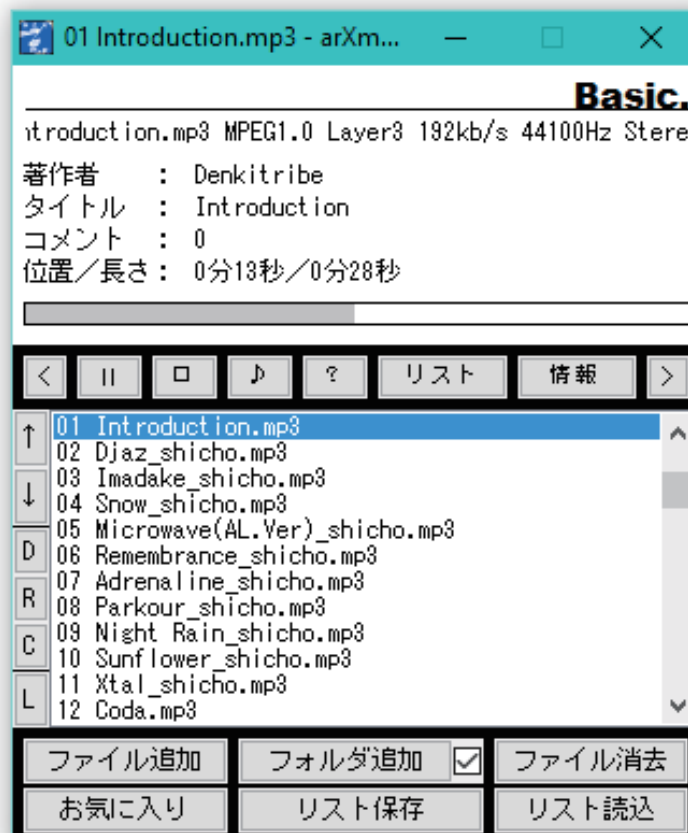 01 Introduction.mp3 - arXm...
Basic.
ntroduction.mp3 MPEG1.0 Layer3 192kb/s 44100Hz Stere
著作者 : Denkitribe
タイトル : Introduction
コメント : 0
位置/長さ: 0分13秒/0分28秒
< II ロ ♪ ? リスト 情報 >
↑ 01 Introduction.mp3
02 Djaz_shicho.mp3
03 Imadake_shicho.mp3
↓ 04 Snow_shicho.mp3
05 Microwave(AL.Ver)_shicho.mp3
D 06 Remembrance_shicho.mp3
07 Adrenaline_shicho.mp3
R 08 Parkour_shicho.mp3
09 Night Rain_shicho.mp3
C 10 Sunflower_shicho.mp3
11 Xtal_shicho.mp3
L 12 Coda.mp3
ファイル追加 フォルダ追加 ファイル消去
お気に入り リスト保存 リスト読込